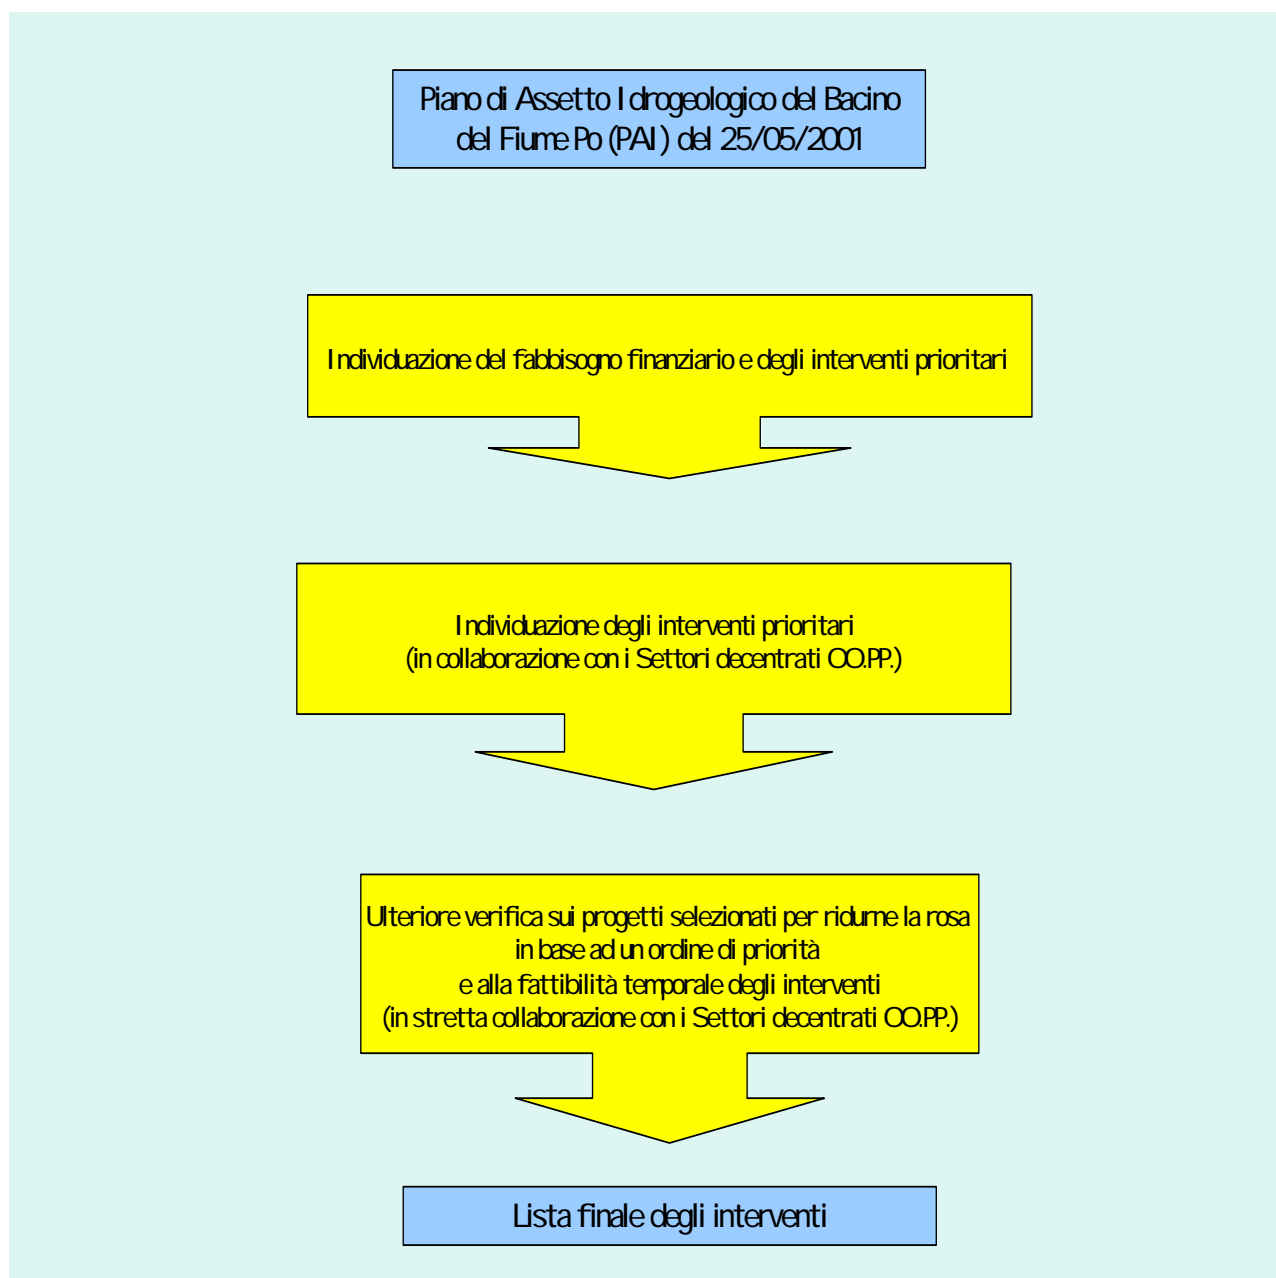 Piano di Assetto Idrogeologico del Bacino
del Fiume Po (PAI) del 25/05/2001
Individuazione del fabbisogno finanziario e degli interventi prioritari
Individuazione degli interventi prioritari
(in collaborazione con i Settori decentrati OO.PP.)
Ulteriore verifica sui progetti selezionati per ridurne la rosa
in base ad un ordine di priorità
e alla fattibilità temporale degli interventi
(in stretta collaborazione con i Settori decentrati OO.PP.)
Lista finale degli interventi